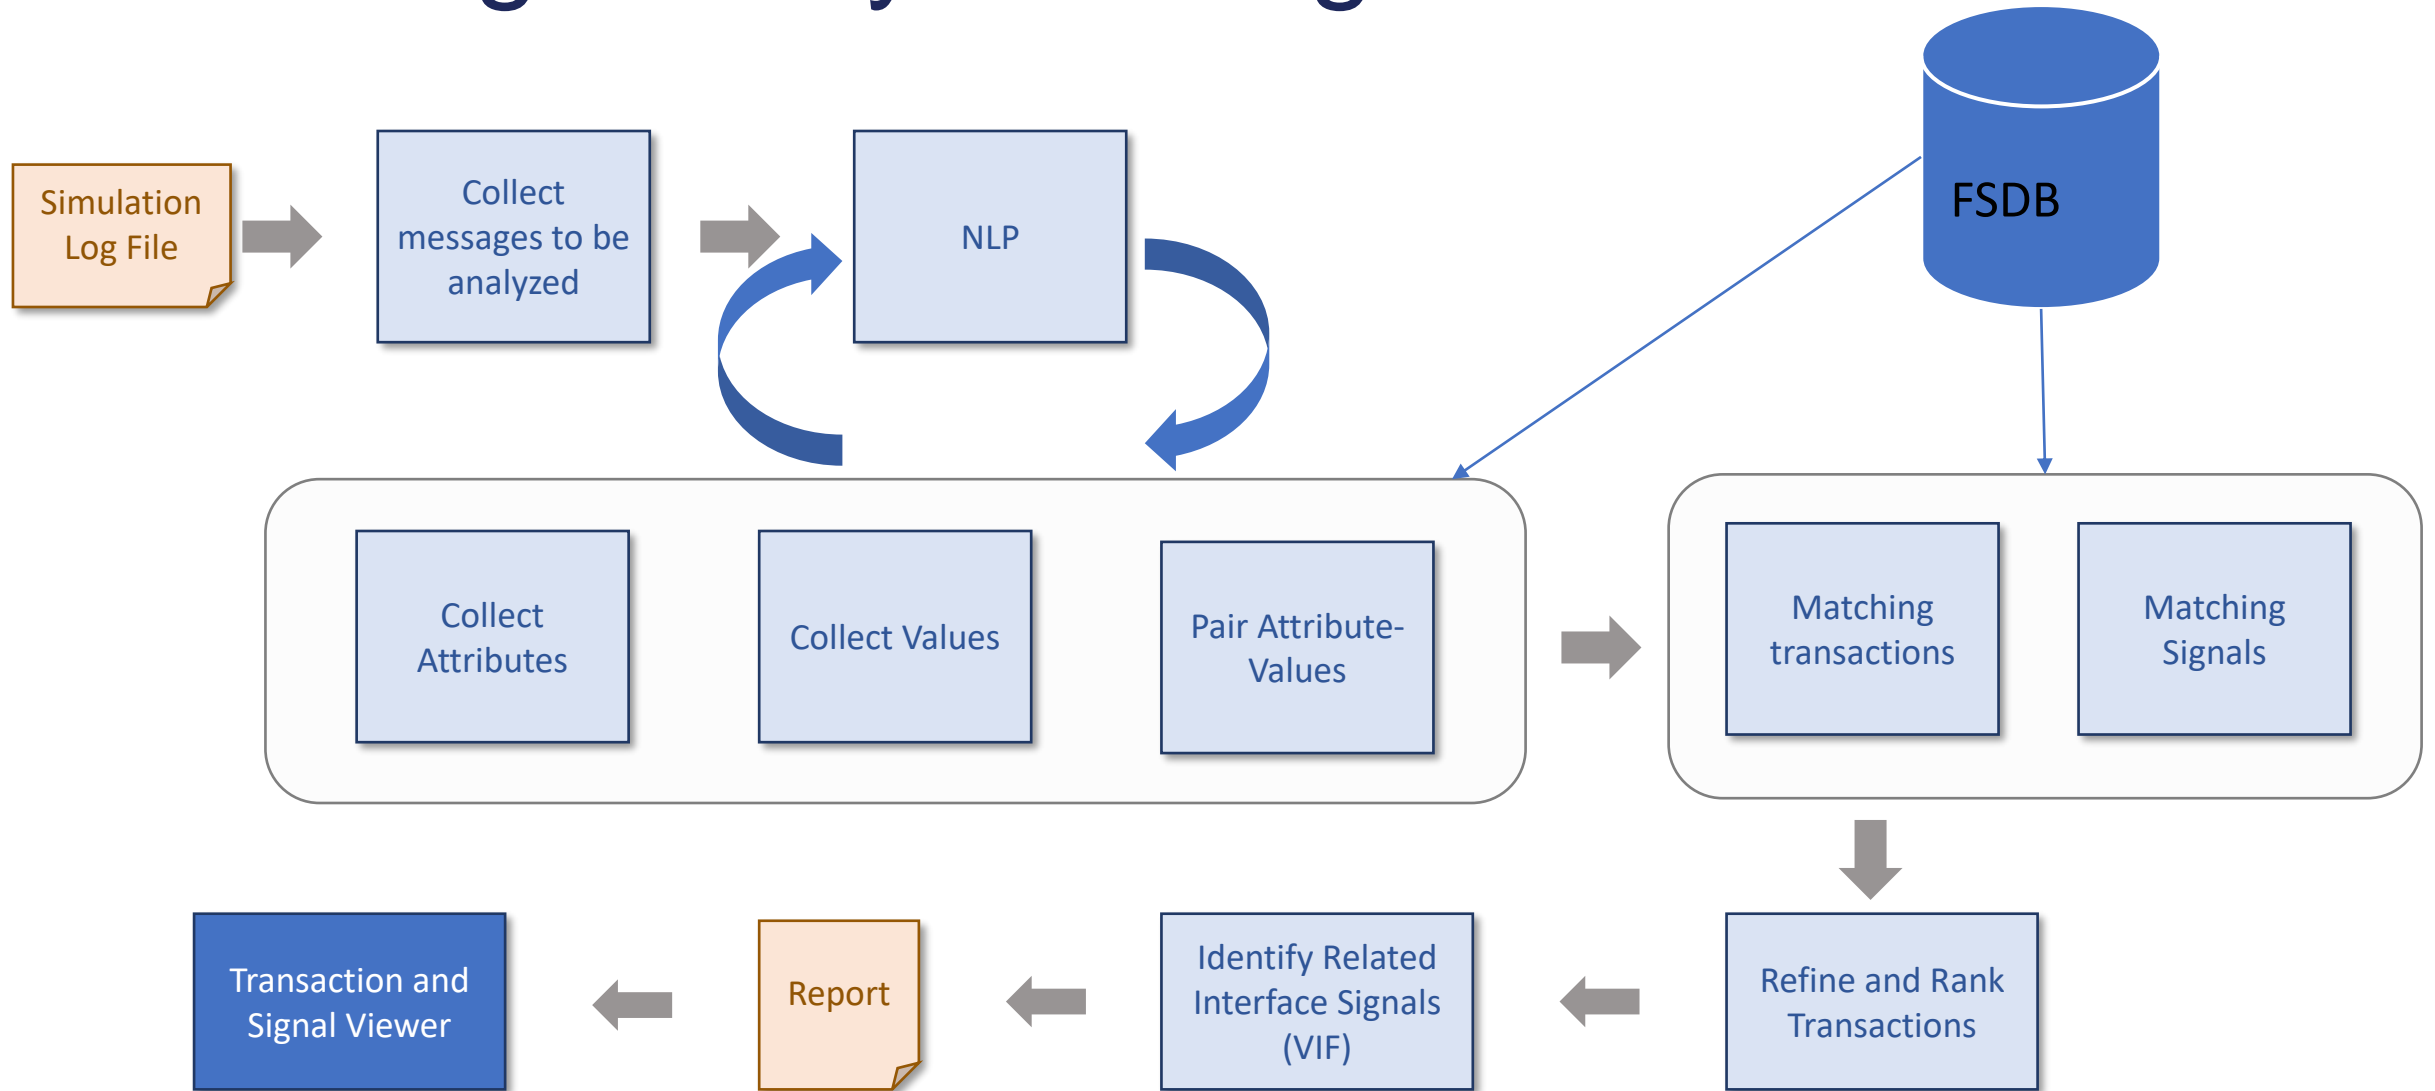 Simulation
Log File
Collect
messages to be
analyzed
NLP
FSDB
Collect
Attributes
Collect Values
Pair Attribute-
Values
Matching
transactions
Matching
Signals
Transaction and
Signal Viewer
Report
Identify Related
Interface Signals
(VIF)
Refine and Rank
Transactions